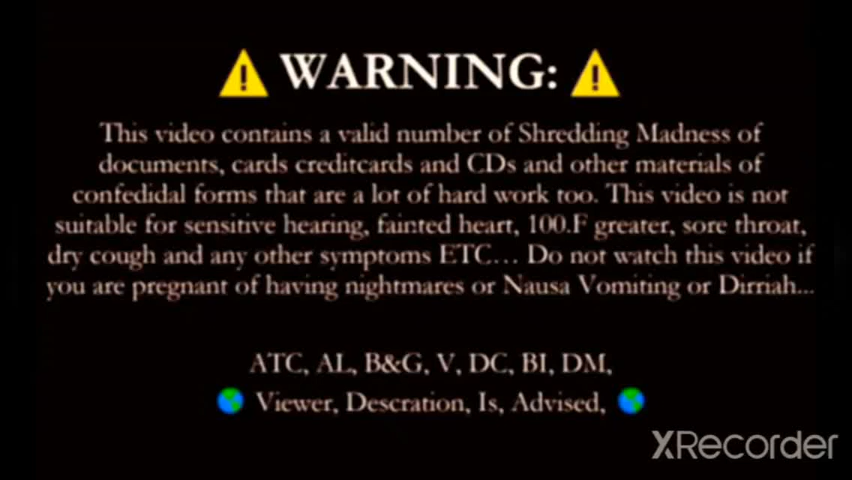 ⚠ WARNING: ⚠
This video contains a valid number of Shredding Madness of
documents, cards creditcards and CDs and other materials of
confedidal forms that are a lot of hard work too. This video is not
suitable for sensitive hearing, fainted heart, 100.F greater, sore throat,
dry cough and any other symptoms ETC... Do not watch this video if
you are pregnant of having nightmares or Nausa Vomiting or Dirriah...
ATC, AL, B&G, V, DC, BI, DM,
🌎 Viewer, Descration, Is, Advised, 🌎
XRecorder